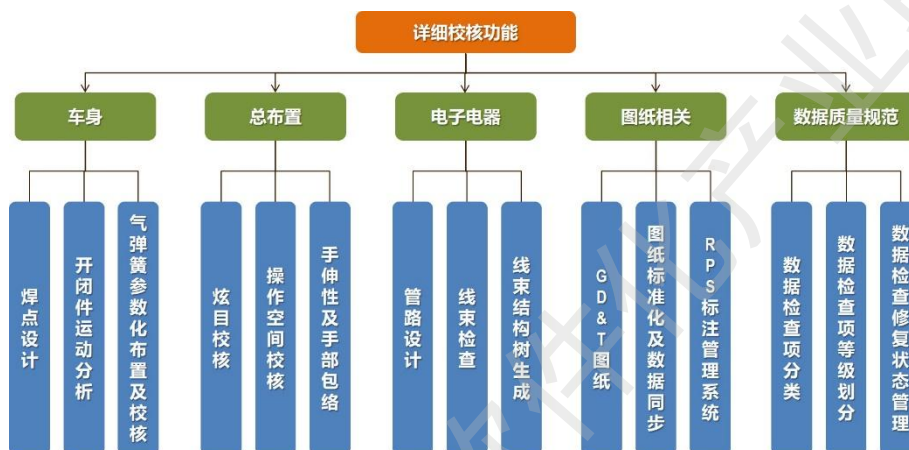 详细校核功能
车身
总布置
电子电器
图纸相关
数据质量规范
焊点设计
开闭件运动分析
气弹簧参数化布置及校核
炫目校核
操作空间校核
手伸性及手部包络
管路设计
线束检查
线束结构树生成
GD&T图纸
图纸标准化及数据同步
RPS标注管理系统
数据检查项分类
数据检查项等级划分
数据检查修复状态管理
软件化产业